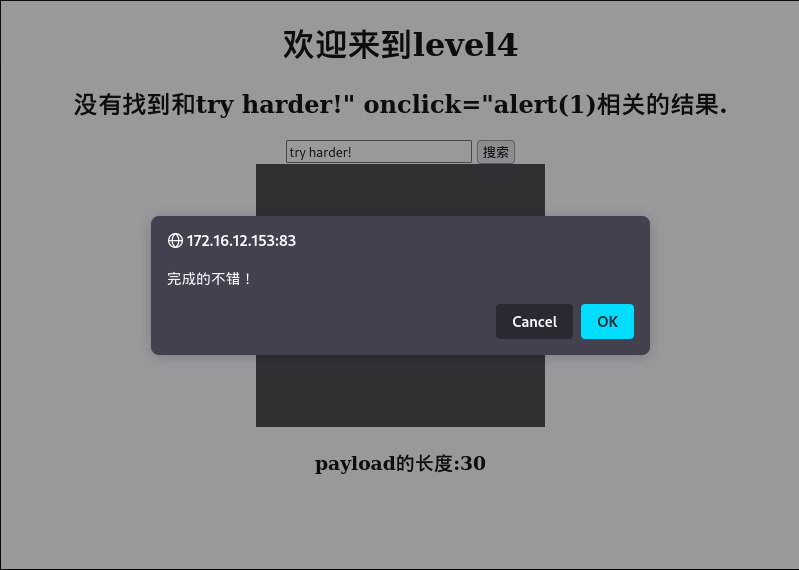 欢迎来到level4
没有找到和try harder!" onclick="alert(1)相关的结果.
try harder! 搜索
172.16.12.153:83
完成的不错！
Cancel OK
payload的长度:30